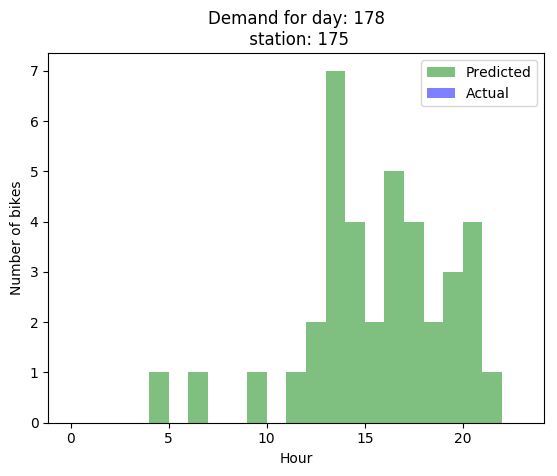 Demand for day: 178
station: 175
Predicted
Actual
7
6
5
4
3
2
1
0
Number of bikes
0 5 10 15 20
Hour